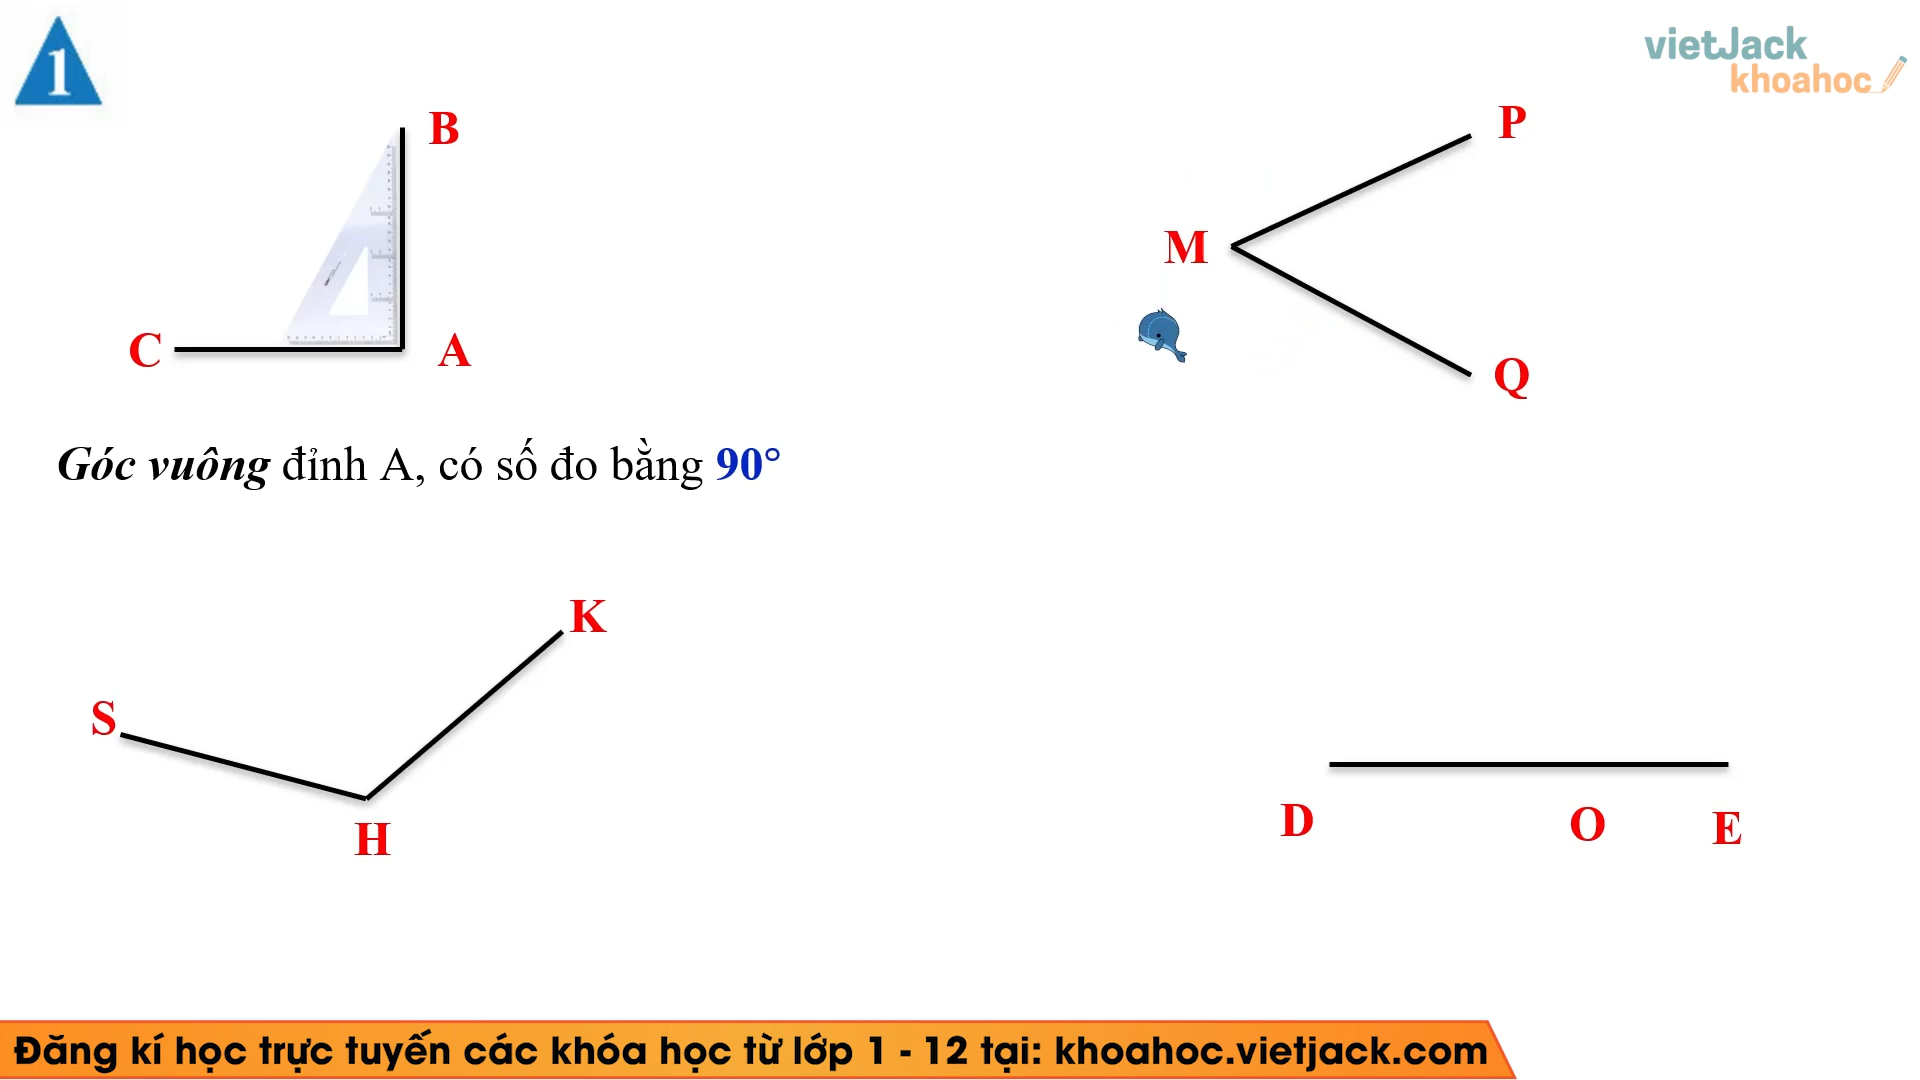 1
vietJack
khoahoc
B
P
M
C
A
Q
Góc vuông đỉnh A, có số đo bằng 90°
K
S
H
D
O
E
Đăng kí học trực tuyến các khóa học từ lớp 1 - 12 tại: khoahoc.vietjack.com